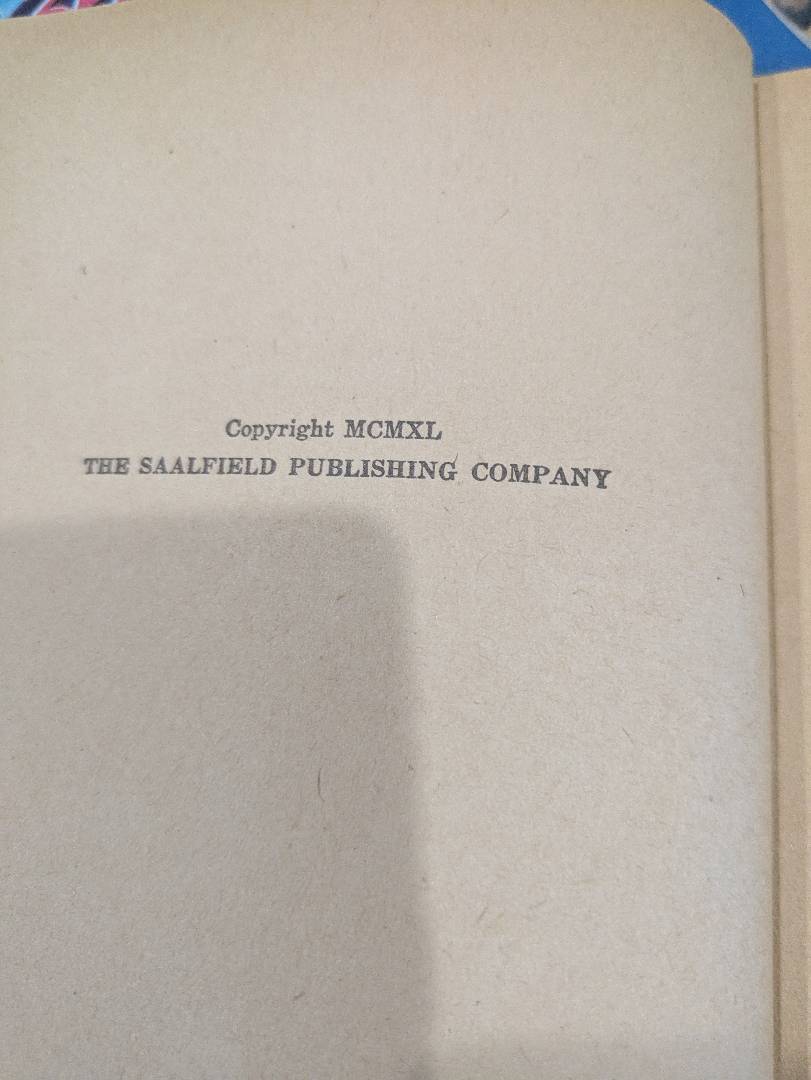 Copyright MCMXL
THE SAALFIELD PUBLISHING COMPANY